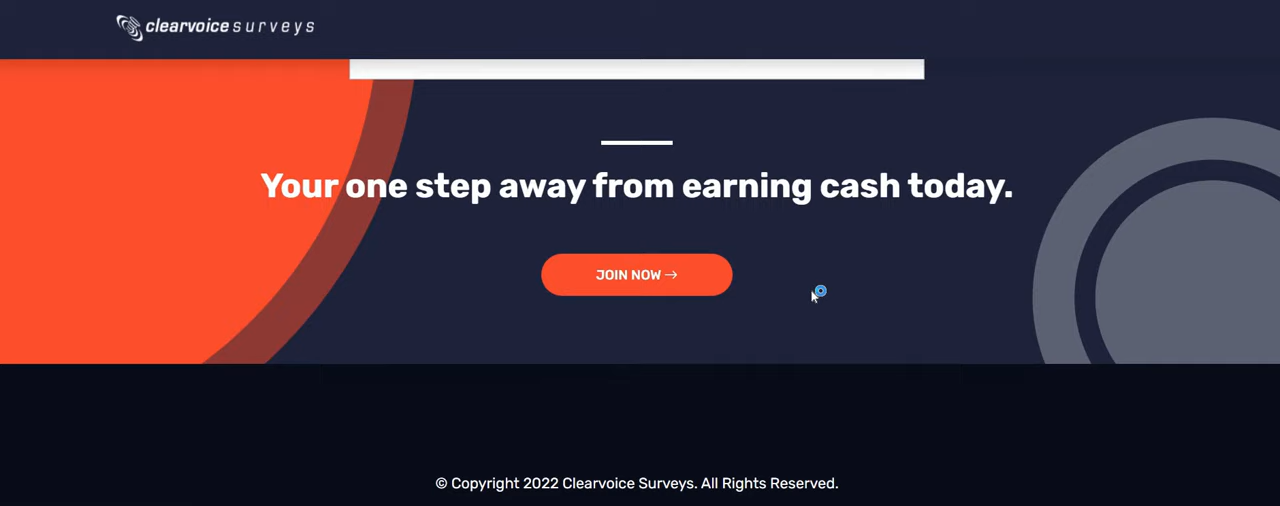 clearvoice surveys
Your one step away from earning cash today.
JOIN NOW →
© Copyright 2022 Clearvoice Surveys. All Rights Reserved.